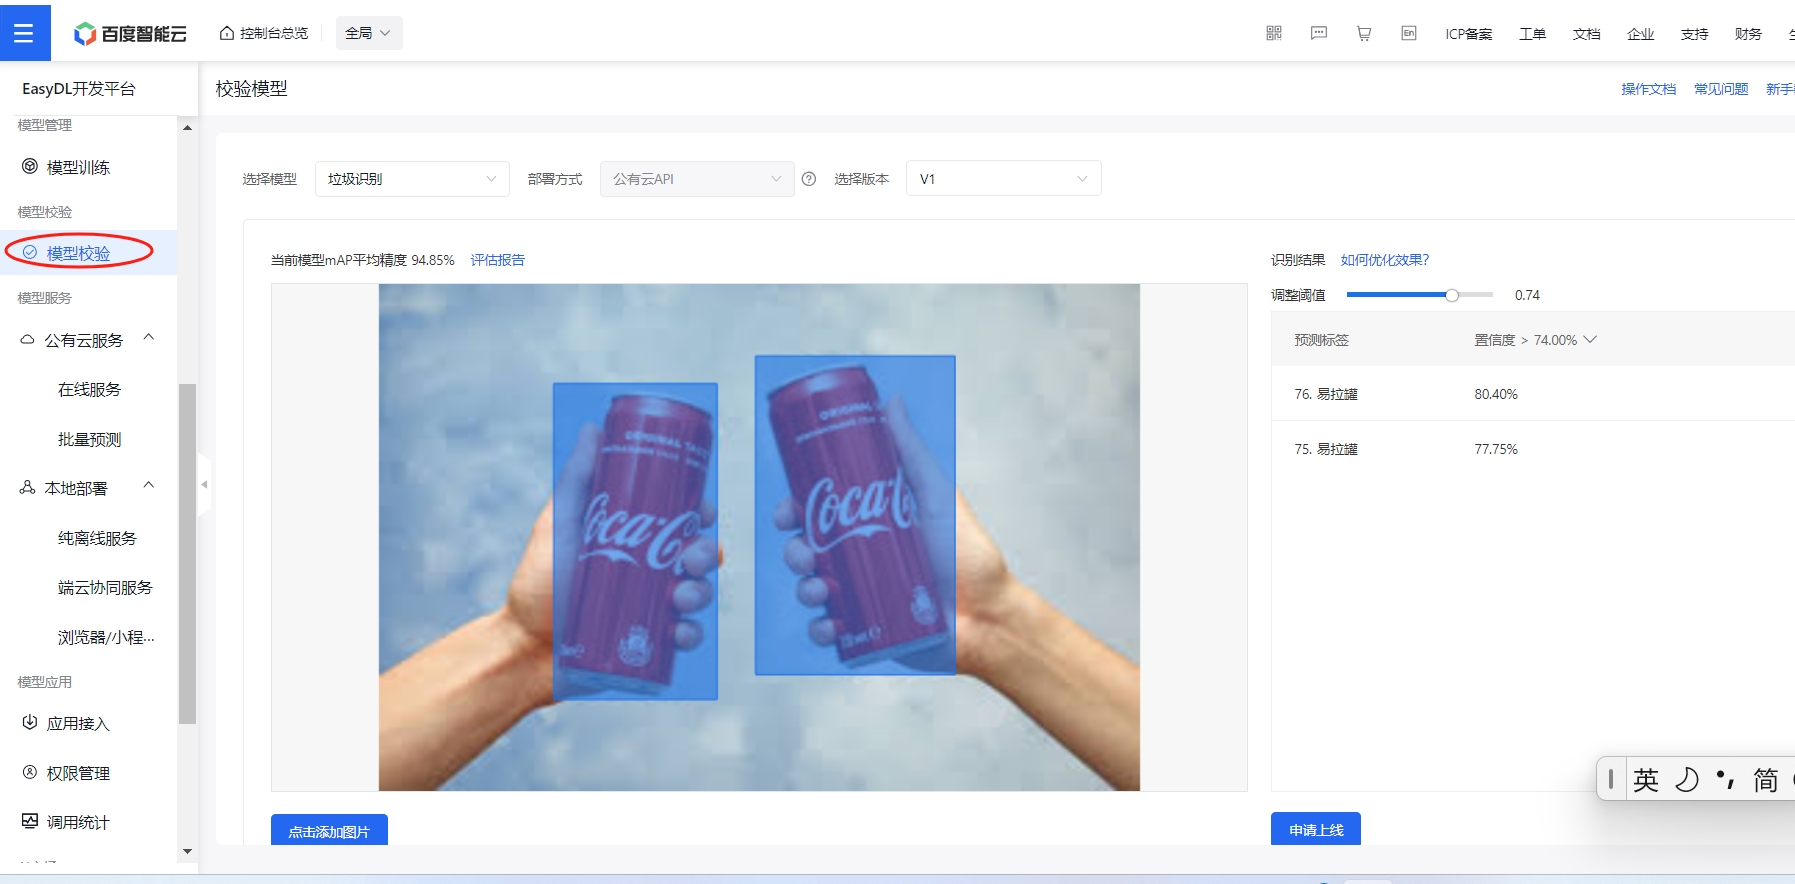 百度智能云 控制台总览 全局 ICP备案 工单 文档 企业 支持 财务
EasyDL开发平台
模型管理
模型训练
模型校验
模型校验
模型服务
公有云服务
在线服务
批量预测
本地部署
纯离线服务
端云协同服务
浏览器/小程...
模型应用
应用接入
权限管理
调用统计
校验模型 操作文档 常见问题 新手
选择模型 垃圾识别 部署方式 公有云API 选择版本 V1
当前模型mAP平均精度 94.85% 评估报告
ORIGINAL TASTE
Coca-Co
ORIGINAL
Coca-C
点击添加图片
识别结果 如何优化效果?
调整阈值 0.74
预测标签 置信度 > 74.00%
76. 易拉罐 80.40%
75. 易拉罐 77.75%
申请上线
英 简